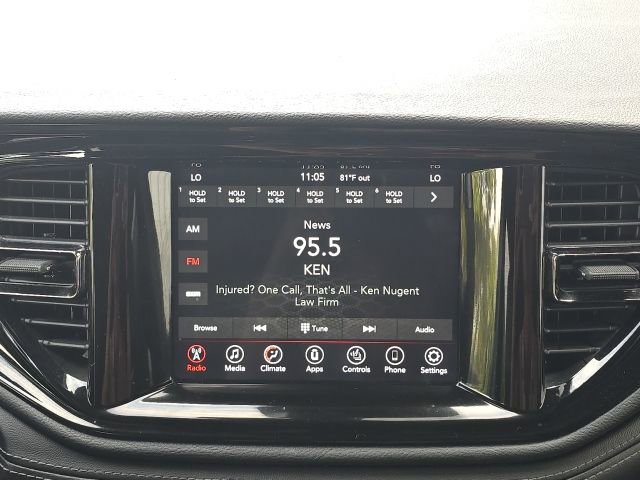 LO 11:05 81°F out LO
1 HOLD to Set 2 HOLD to Set 3 HOLD to Set 4 HOLD to Set 5 HOLD to Set 6 HOLD to Set
AM
News
95.5
FM
KEN
Injured? One Call, That's All - Ken Nugent
Law Firm
Browse Tune Audio
Radio Media Climate Apps Controls Phone Settings